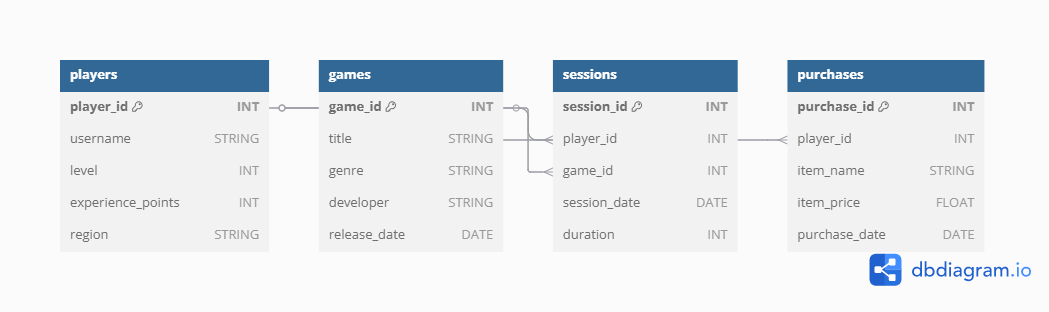 players
player_id INT
username STRING
level INT
experience_points INT
region STRING
games
game_id INT
title STRING
genre STRING
developer STRING
release_date DATE
sessions
session_id INT
player_id INT
game_id INT
session_date DATE
duration INT
purchases
purchase_id INT
player_id INT
item_name STRING
item_price FLOAT
purchase_date DATE
dbdiagram.io